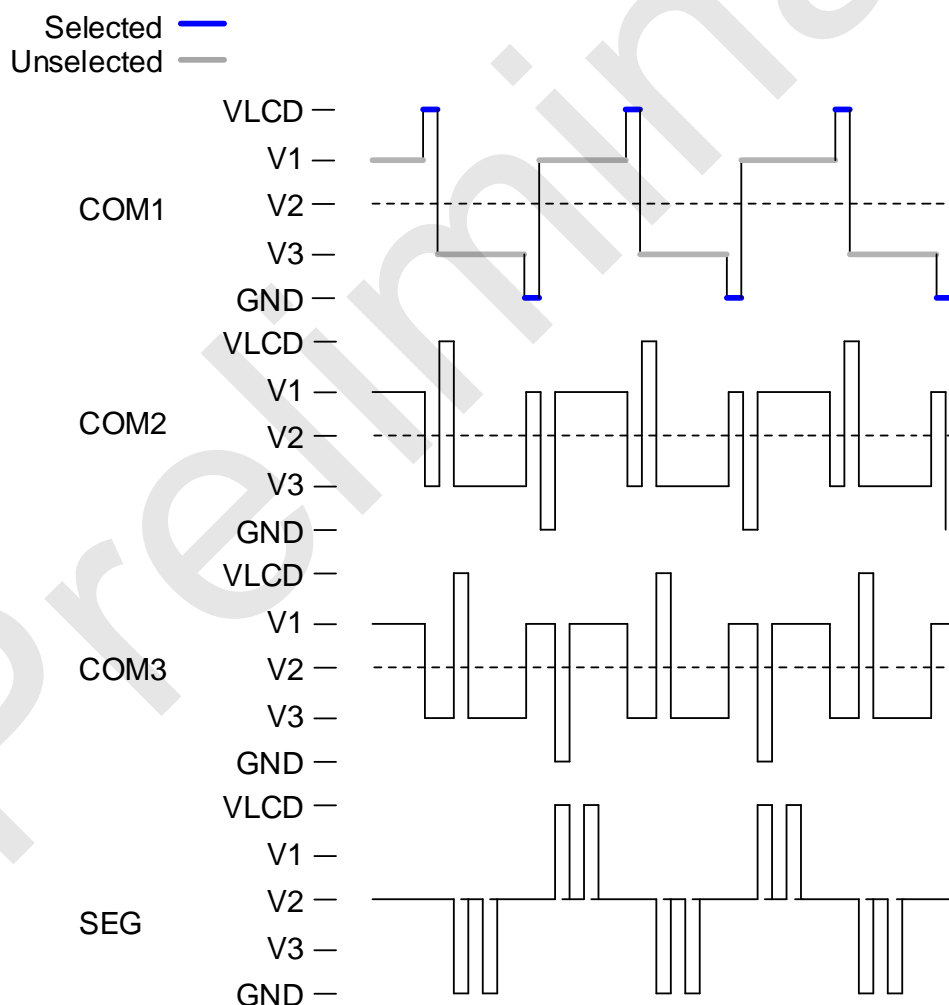 Selected
Unselected
VLCD
V1
COM1
V2
V3
GND
VLCD
V1
COM2
V2
V3
GND
VLCD
V1
COM3
V2
V3
GND
VLCD
V1
V2
SEG
V3
GND
Prelimina